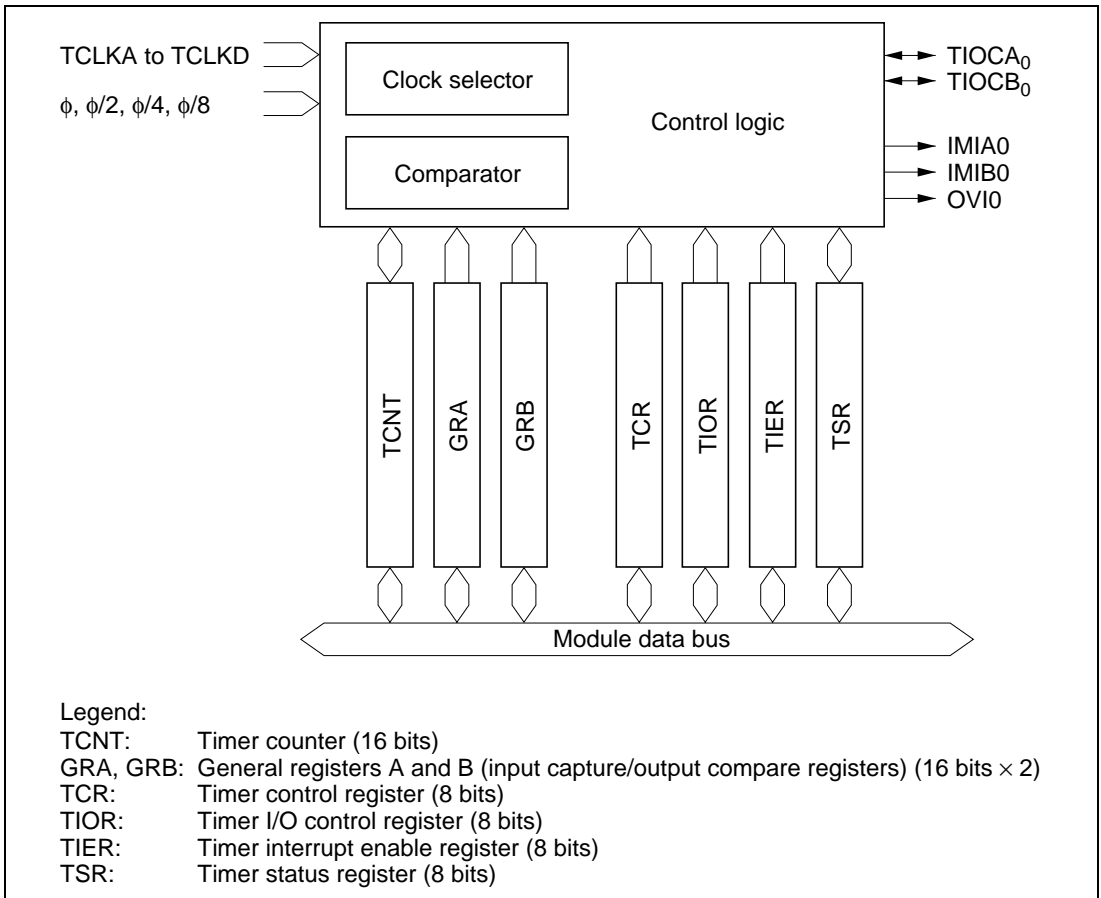 TCLKA to TCLKD
ϕ, ϕ/2, ϕ/4, ϕ/8
Clock selector
Comparator
Control logic
TIOCA₀
TIOCB₀
IMIA0
IMIB0
OVI0
TCNT
GRA
GRB
TCR
TIOR
TIER
TSR
Module data bus
Legend:
TCNT: Timer counter (16 bits)
GRA, GRB: General registers A and B (input capture/output compare registers) (16 bits × 2)
TCR: Timer control register (8 bits)
TIOR: Timer I/O control register (8 bits)
TIER: Timer interrupt enable register (8 bits)
TSR: Timer status register (8 bits)